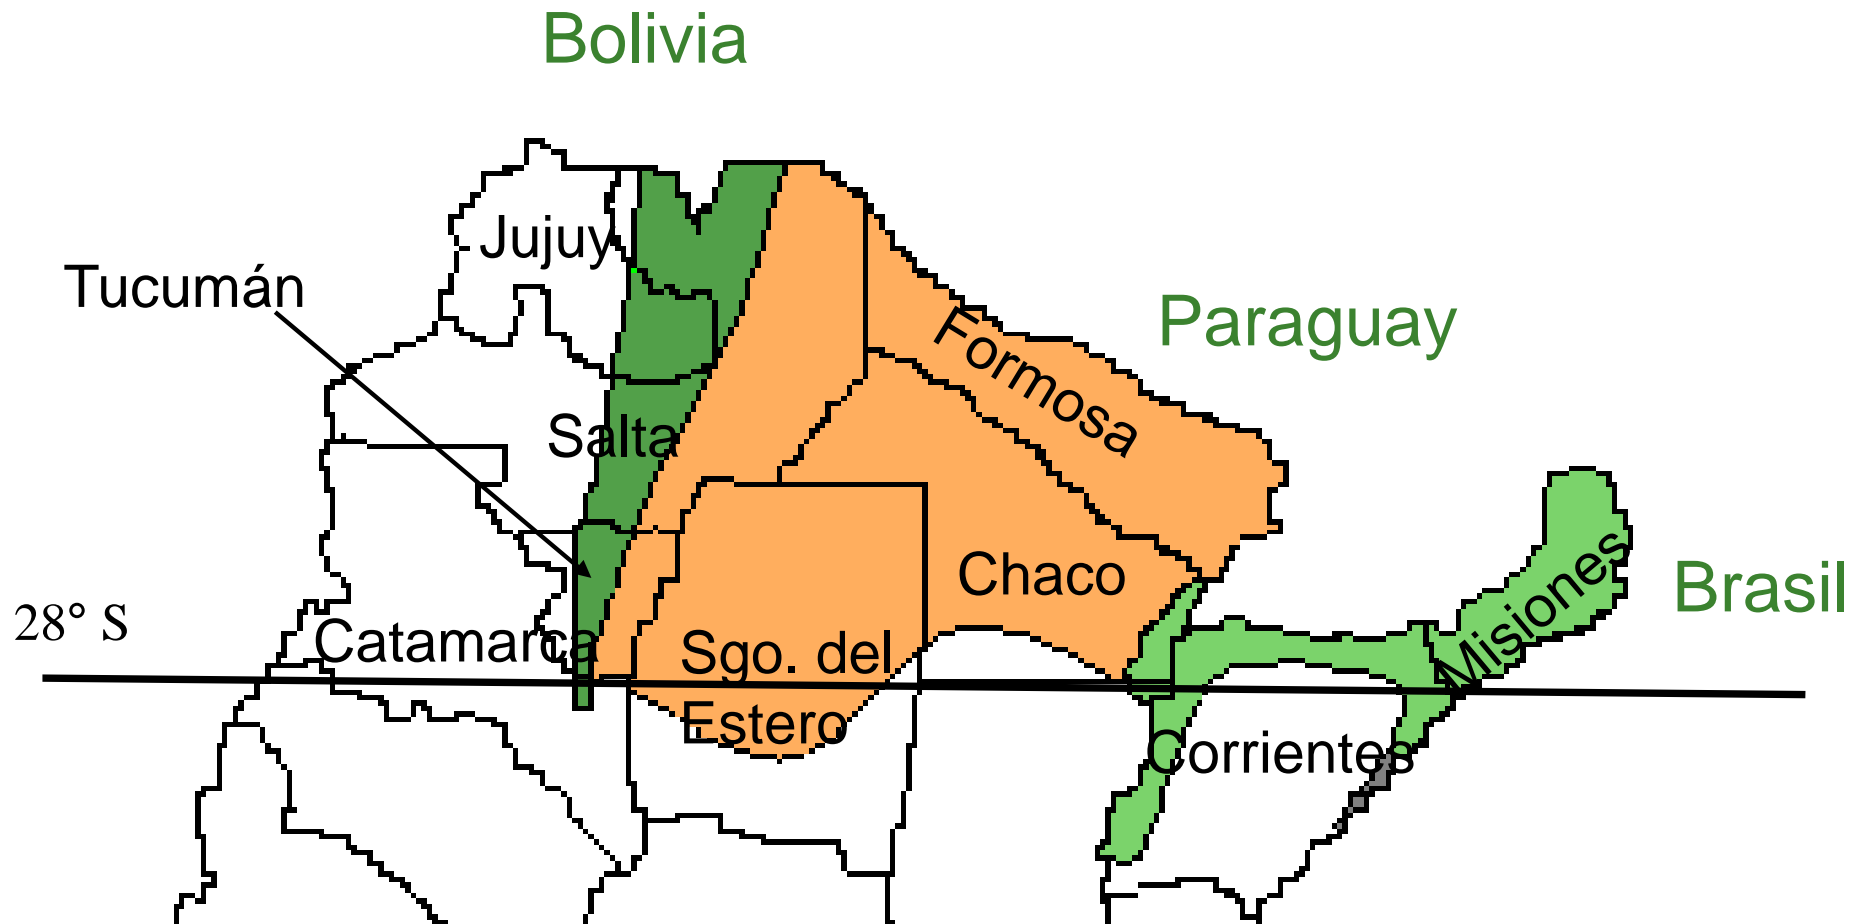 Bolivia
Jujuy
Tucumán
Paraguay
Formosa
Salta
Chaco
Misiones
Brasil
28° S
Catamarca
Sgo. del
Estero
Corrientes